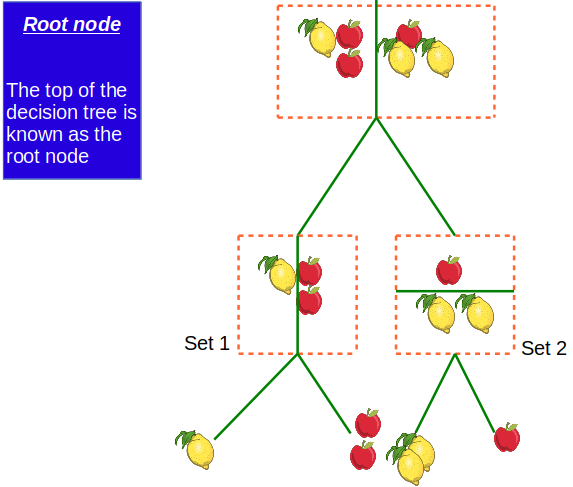 Root node
The top of the
decision tree is
known as the
root node
Set 1
Set 2